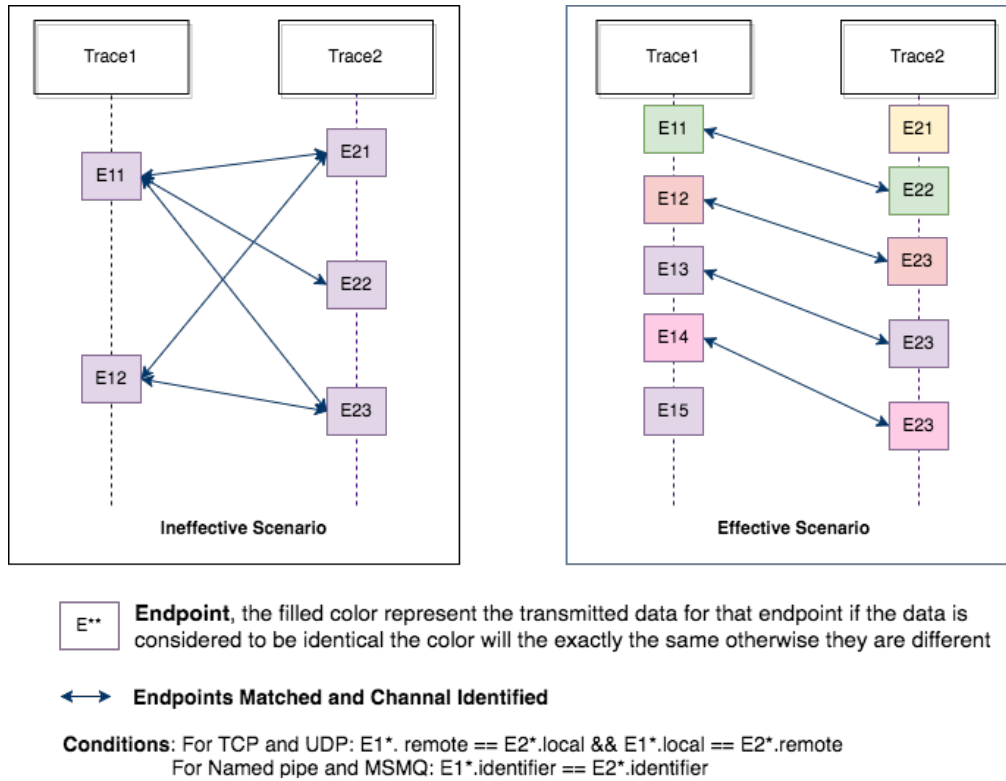 Trace1
Trace2
E11
E21
E22
E12
E23
Ineffective Scenario
Trace1
Trace2
E11
E21
E12
E22
E13
E23
E14
E23
E15
E23
Effective Scenario
E**
Endpoint, the filled color represent the transmitted data for that endpoint if the data is
considered to be identical the color will the exactly the same otherwise they are different
Endpoints Matched and Channal Identified
Conditions: For TCP and UDP: E1*. remote == E2*.local && E1*.local == E2*.remote
For Named pipe and MSMQ: E1*.identifier == E2*.identifier